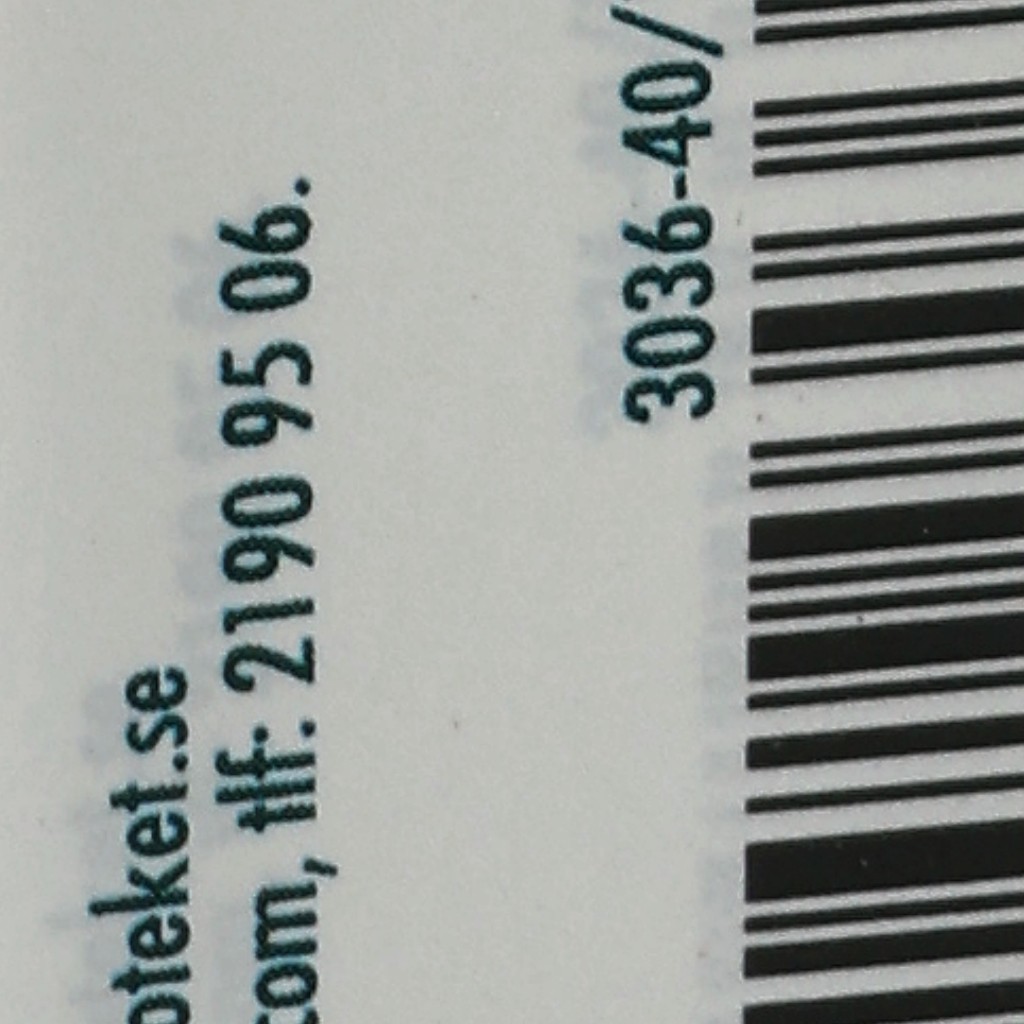 oteket.se
com, tlf: 2190 95 06.
3036-40/